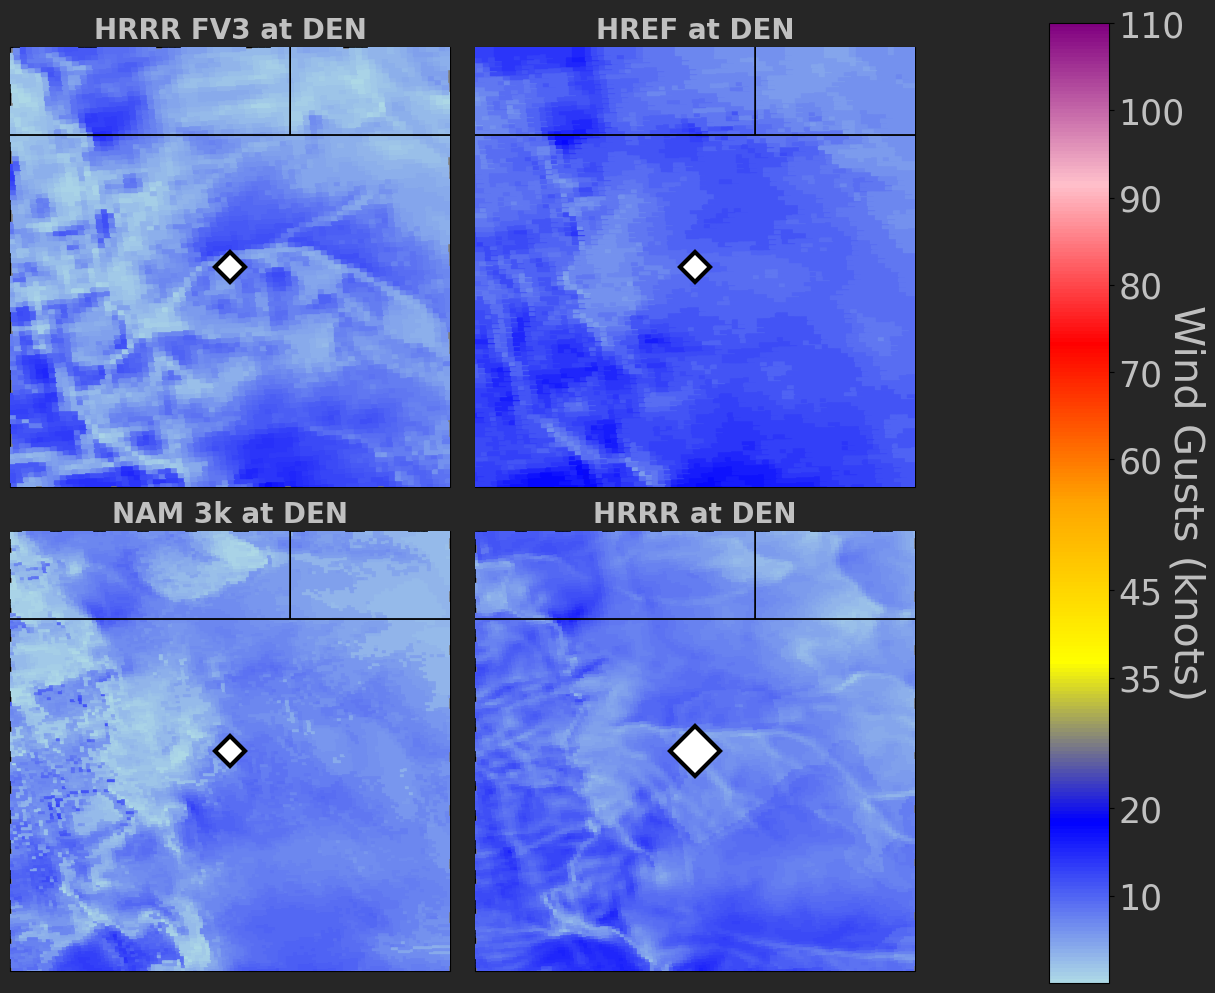 HRRR FV3 at DEN
HREF at DEN
NAM 3k at DEN
HRRR at DEN
110
100
90
80
70
60
45
35
20
10
Wind Gusts (knots)